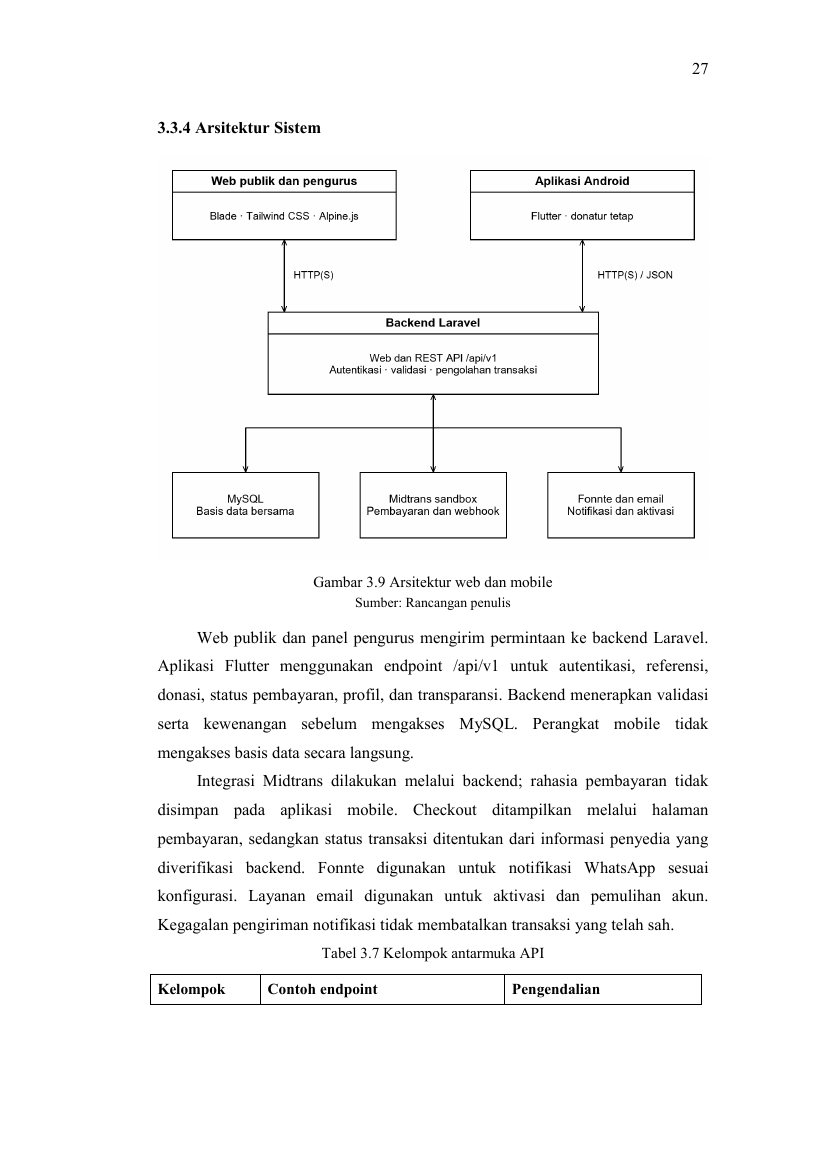 27
3.3.4 Arsitektur Sistem
Web publik dan pengurus
Blade · Tailwind CSS · Alpine.js
Aplikasi Android
Flutter · donatur tetap
HTTP(S)
HTTP(S) / JSON
Backend Laravel
Web dan REST API /api/v1
Autentikasi · validasi · pengolahan transaksi
MySQL
Basis data bersama
Midtrans sandbox
Pembayaran dan webhook
Fonnte dan email
Notifikasi dan aktivasi
Gambar 3.9 Arsitektur web dan mobile
Sumber: Rancangan penulis
Web publik dan panel pengurus mengirim permintaan ke backend Laravel.
Aplikasi Flutter menggunakan endpoint /api/v1 untuk autentikasi, referensi,
donasi, status pembayaran, profil, dan transparansi. Backend menerapkan validasi
serta kewenangan sebelum mengakses MySQL. Perangkat mobile tidak
mengakses basis data secara langsung.
Integrasi Midtrans dilakukan melalui backend; rahasia pembayaran tidak
disimpan pada aplikasi mobile. Checkout ditampilkan melalui halaman
pembayaran, sedangkan status transaksi ditentukan dari informasi penyedia yang
diverifikasi backend. Fonnte digunakan untuk notifikasi WhatsApp sesuai
konfigurasi. Layanan email digunakan untuk aktivasi dan pemulihan akun.
Kegagalan pengiriman notifikasi tidak membatalkan transaksi yang telah sah.
Tabel 3.7 Kelompok antarmuka API
Kelompok Contoh endpoint Pengendalian